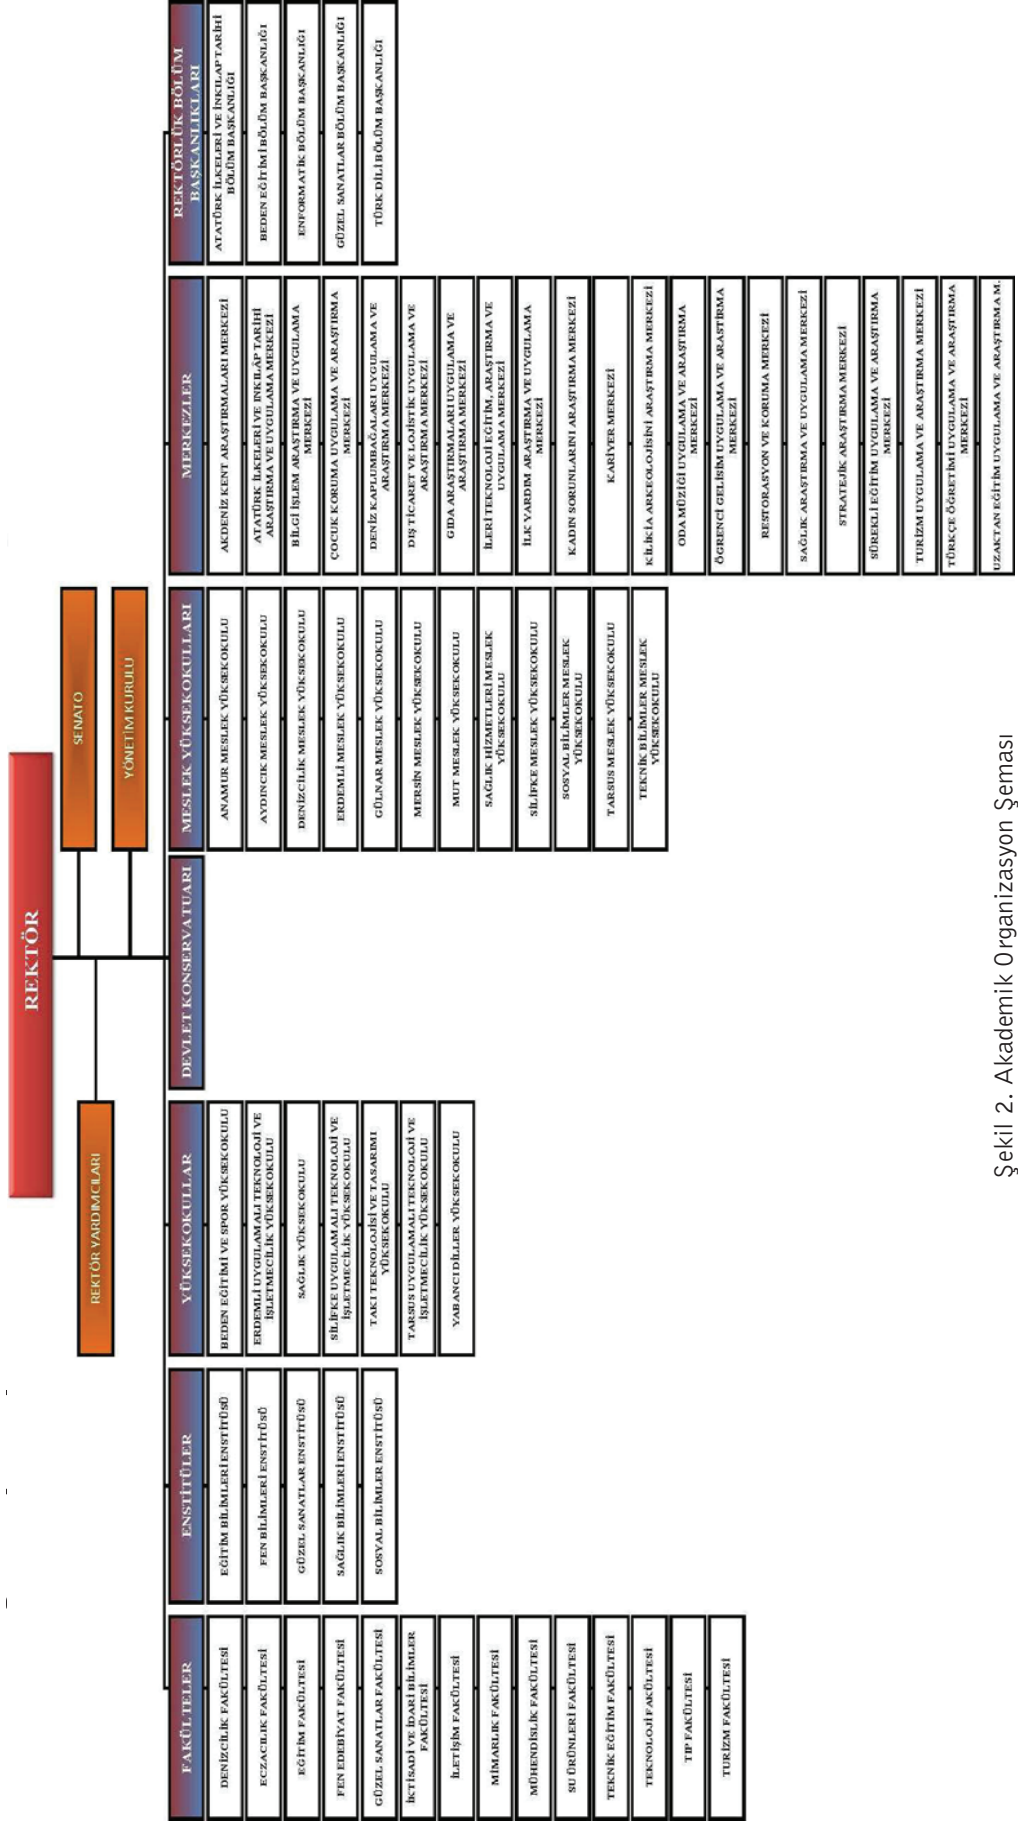 REKTÖR
SENATO
REKTÖR YARDIMCILARI
YÖNETİM KURULU
FAKÜLTELER
DENİZCİLİK FAKÜLTESİ
ECZACILIK FAKÜLTESİ
EĞİTİM FAKÜLTESİ
FEN EDEBİYAT FAKÜLTESİ
GÜZEL SANATLAR FAKÜLTESİ
İKTİSADİ VE İDARİ BİLİMLER
FAKÜLTESİ
İLETİŞİM FAKÜLTESİ
MİMARLIK FAKÜLTESİ
MÜHENDİSLİK FAKÜLTESİ
SU ÜRÜNLERİ FAKÜLTESİ
TEKNİK EĞİTİM FAKÜLTESİ
TEKNOLOJİ FAKÜLTESİ
TIP FAKÜLTESİ
TURİZM FAKÜLTESİ
ENSTİTÜLER
EĞİTİM BİLİMLERİ ENSTİTÜSÜ
FEN BİLİMLERİ ENSTİTÜSÜ
GÜZEL SANATLAR ENSTİTÜSÜ
SAĞLIK BİLİMLERİ ENSTİTÜSÜ
SOSYAL BİLİMLER ENSTİTÜSÜ
YÜKSEKOKULLAR
BEDEN EĞİTİMİ VE SPOR YÜKSEKOKULU
ERDEMLİ UYGULAMALI TEKNOLOJİ VE
İŞLETMECİLİK YÜKSEKOKULU
SAĞLIK YÜKSEKOKULU
SİLİFKE UYGULAMALI TEKNOLOJİ VE
İŞLETMECİLİK YÜKSEKOKULU
TAKI TEKNOLOJİSİ VE TASARIMI
YÜKSEKOKULU
TARSUS UYGULAMALI TEKNOLOJİ VE
İŞLETMECİLİK YÜKSEKOKULU
YABANCI DİLLER YÜKSEKOKULU
DEVLET KONSERVATUARI
MESLEK YÜKSEKOKULLARI
ANAMUR MESLEK YÜKSEKOKULU
AYDINCIK MESLEK YÜKSEKOKULU
DENİZCİLİK MESLEK YÜKSEKOKULU
ERDEMLİ MESLEK YÜKSEKOKULU
GÜLNAR MESLEK YÜKSEKOKULU
MERSİN MESLEK YÜKSEKOKULU
MUT MESLEK YÜKSEKOKULU
SAĞLIK HİZMETLERİ MESLEK
YÜKSEKOKULU
SİLİFKE MESLEK YÜKSEKOKULU
SOSYAL BİLİMLER MESLEK
YÜKSEKOKULU
TARSUS MESLEK YÜKSEKOKULU
TEKNİK BİLİMLER MESLEK
YÜKSEKOKULU
MERKEZLER
AKDENİZ KENT ARAŞTIRMALARI MERKEZİ
ATATÜRK İLKELERİ VE INKILÂP TARİHİ
ARAŞTIRMA VE UYGULAMA MERKEZİ
BİLGİ İŞLEM ARAŞTIRMA VE UYGULAMA
MERKEZİ
ÇOCUK KORUMA UYGULAMA VE ARAŞTIRMA
MERKEZİ
DENİZ KAPLUMBAĞALARI UYGULAMA VE
ARAŞTIRMA MERKEZİ
DIŞ TİCARET VE LOJİSTİK UYGULAMA VE
ARAŞTIRMA MERKEZİ
GIDA ARAŞTIRMALARI UYGULAMA VE
ARAŞTIRMA MERKEZİ
İLERİ TEKNOLOJİ EĞİTİM, ARAŞTIRMA VE
UYGULAMA MERKEZİ
İLK YARDIM ARAŞTIRMA VE UYGULAMA
MERKEZİ
KADIN SORUNLARINI ARAŞTIRMA MERKEZİ
KARİYER MERKEZİ
KİLİKİA ARKEOLOJİSİNİ ARAŞTIRMA MERKEZİ
ODA MÜZİĞİ UYGULAMA VE ARAŞTIRMA
MERKEZİ
ÖĞRENCİ GELİSİM UYGULAMA VE ARASTIRMA
MERKEZİ
RESTORASYON VE KORUMA MERKEZİ
SAĞLIK ARAŞTIRMA VE UYGULAMA MERKEZİ
STRATEJİK ARAŞTIRMA MERKEZİ
SÜREKLİ EĞİTİM UYGULAMA VE ARAŞTIRMA
MERKEZİ
TURİZM UYGULAMA VE ARAŞTIRMA MERKEZİ
TÜRKÇE ÖĞRETİMİ UYGULAMA VE ARAŞTIRMA
MERKEZİ
UZAKTAN EĞİTİM UYGULAMA VE ARAŞTIRMA M.
REKTÖRLÜK BÖLÜM
BAŞKANLIKLARI
ATATÜRK İLKELERİ VE İNKILAP TARİHİ
BÖLÜM BAŞKANLIĞI
BEDEN EĞİTİMİ BÖLÜM BAŞKANLIĞI
ENFORMATİK BÖLÜM BAŞKANLIĞI
GÜZEL SANATLAR BÖLÜM BAŞKANLIĞI
TÜRK DİLİ BÖLÜM BAŞKANLIĞI
Şekil 2. Akademik Organizasyon Şeması